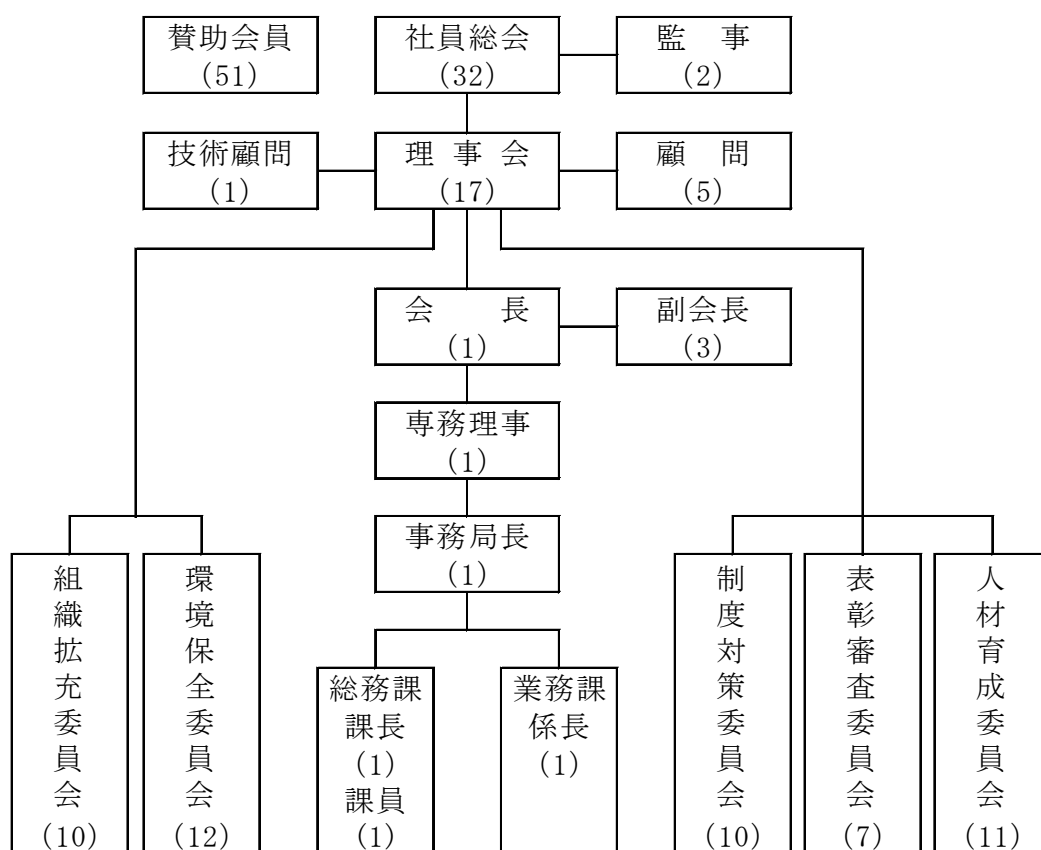 賛助会員
(51)
社員総会
(32)
監　事
(2)
技術顧問
(1)
理 事 会
(17)
顧　問
(5)
会　　長
(1)
副会長
(3)
専務理事
(1)
事務局長
(1)
組織拡充委員会
(10)
環境保全委員会
(12)
総務課
課長
(1)
課員
(1)
業務課
係長
(1)
制度対策委員会
(10)
表彰審査委員会
(7)
人材育成委員会
(11)